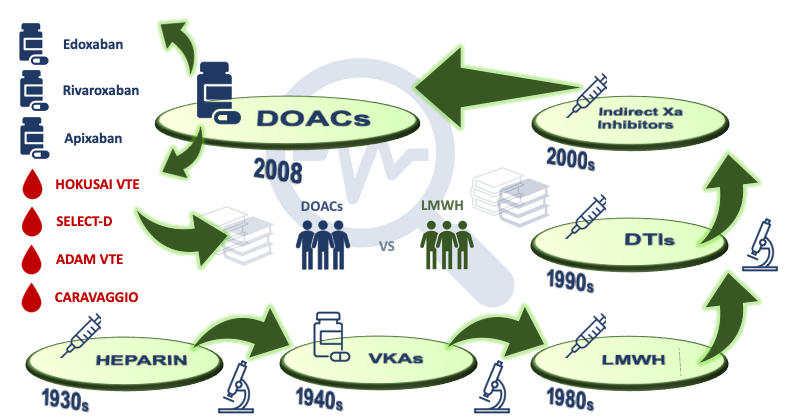 Edoxaban
Rivaroxaban
Apixaban
HOKUSAI VTE
SELECT-D
ADAM VTE
CARAVAGGIO
DOACs
2008
Indirect Xa
Inhibitors
2000s
DOACs
VS
LMWH
DTIs
1990s
HEPARIN
1930s
VKAs
1940s
LMWH
1980s